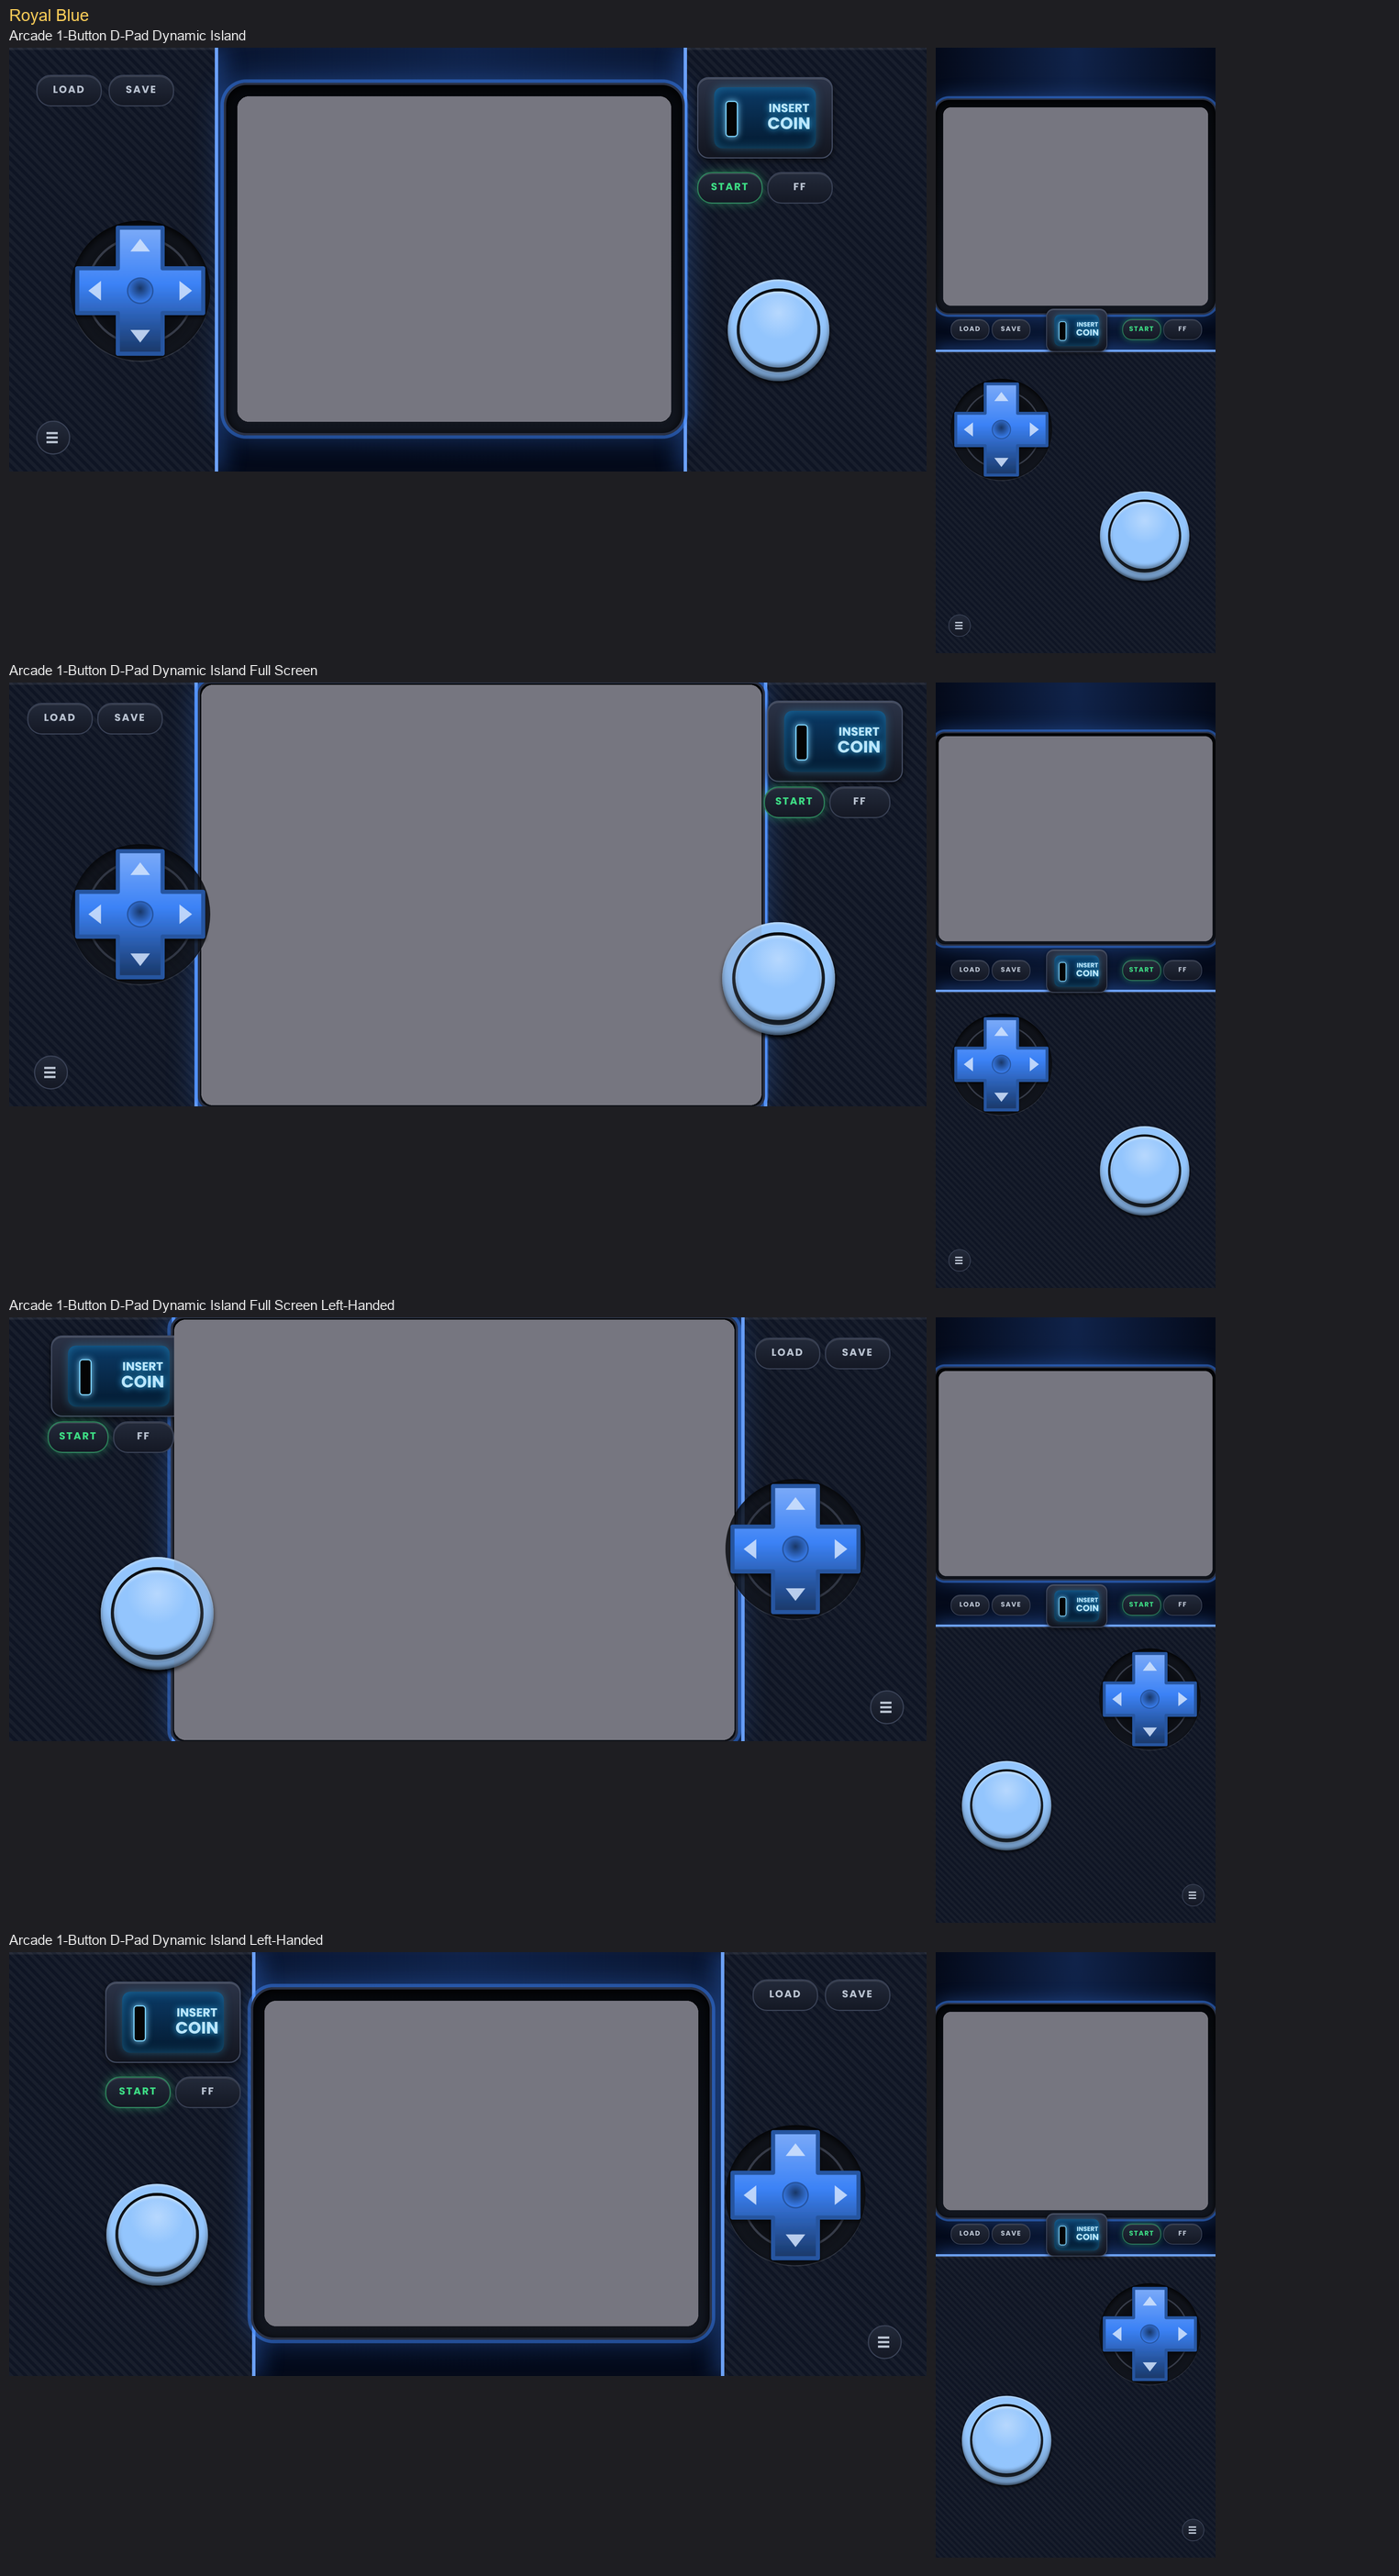 Royal Blue
Arcade 1-Button D-Pad Dynamic Island
LOAD SAVE
INSERT
COIN
START FF
INSERT
LOAD SAVE COIN START FF
Arcade 1-Button D-Pad Dynamic Island Full Screen
LOAD SAVE
INSERT
COIN
START FF
INSERT
LOAD SAVE COIN START FF
Arcade 1-Button D-Pad Dynamic Island Full Screen Left-Handed
INSERT
COIN
START FF
LOAD SAVE
INSERT
LOAD SAVE COIN START FF
Arcade 1-Button D-Pad Dynamic Island Left-Handed
INSERT
COIN
START FF
LOAD SAVE
INSERT
LOAD SAVE COIN START FF